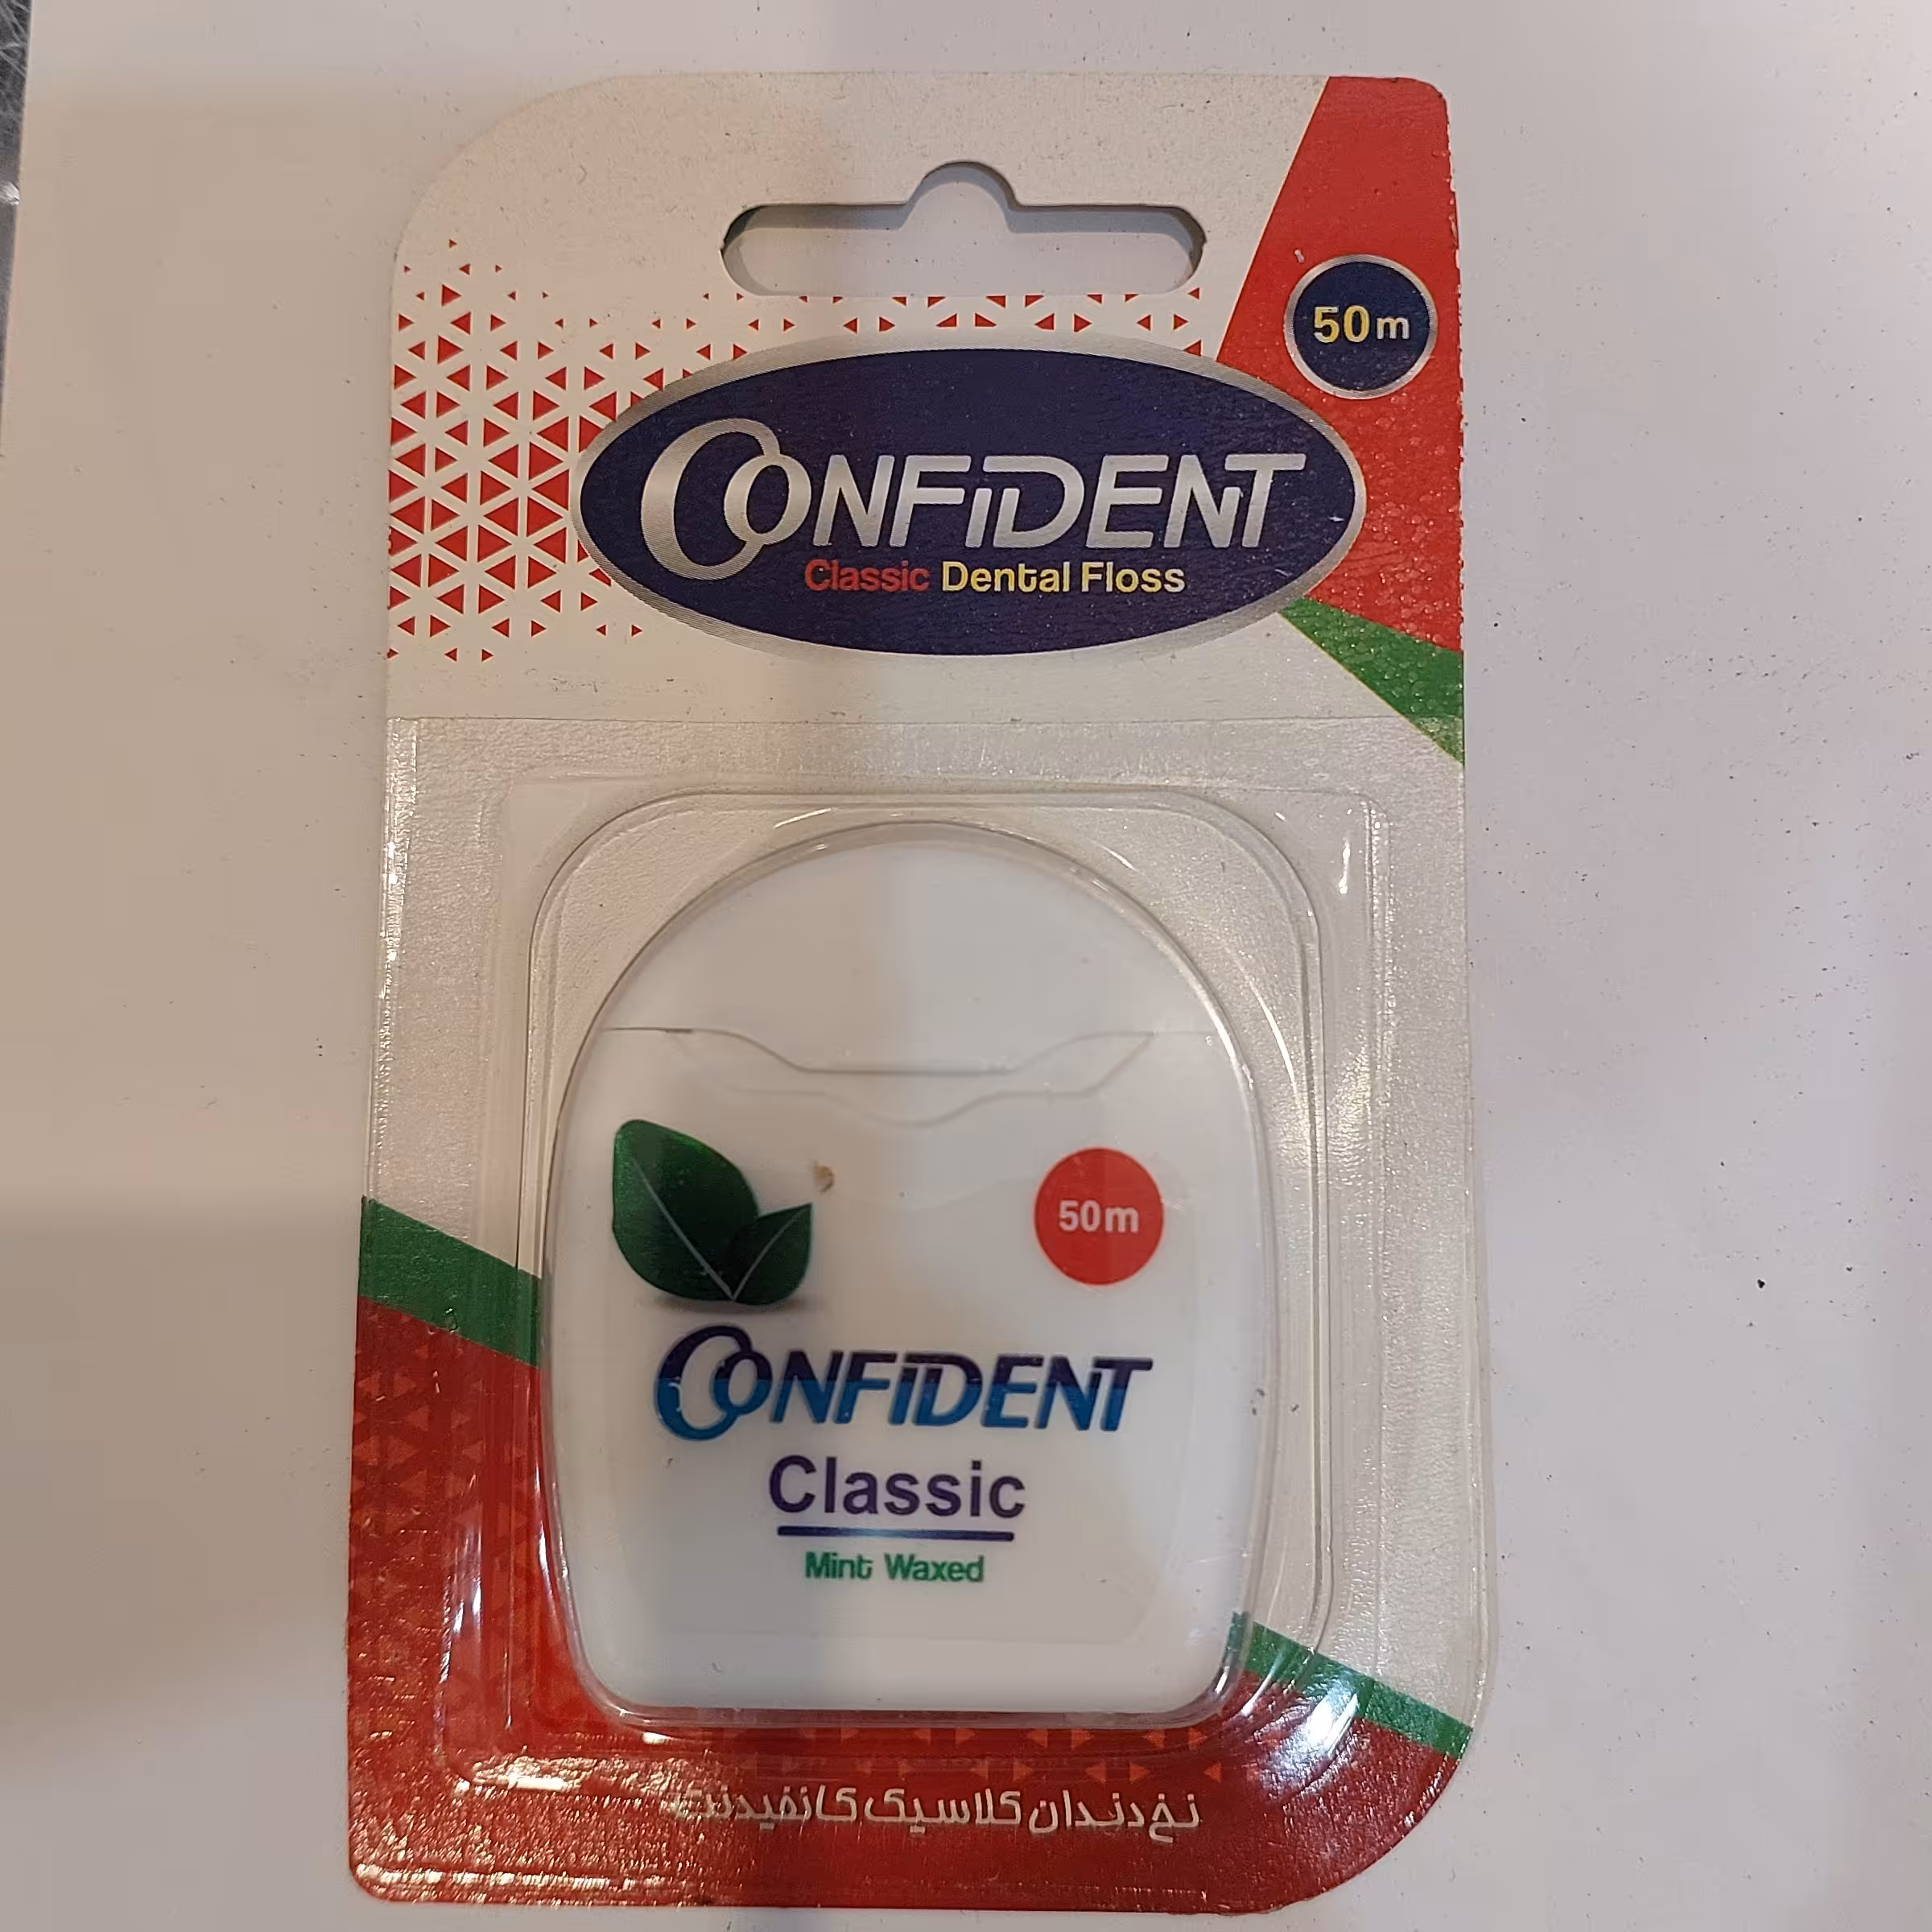 50m
CONFIDENT
Classic Dental Floss
50m
CONFIDENT
Classic
Mint Waxed
نخ دندان کلاسیک کانفیدنت